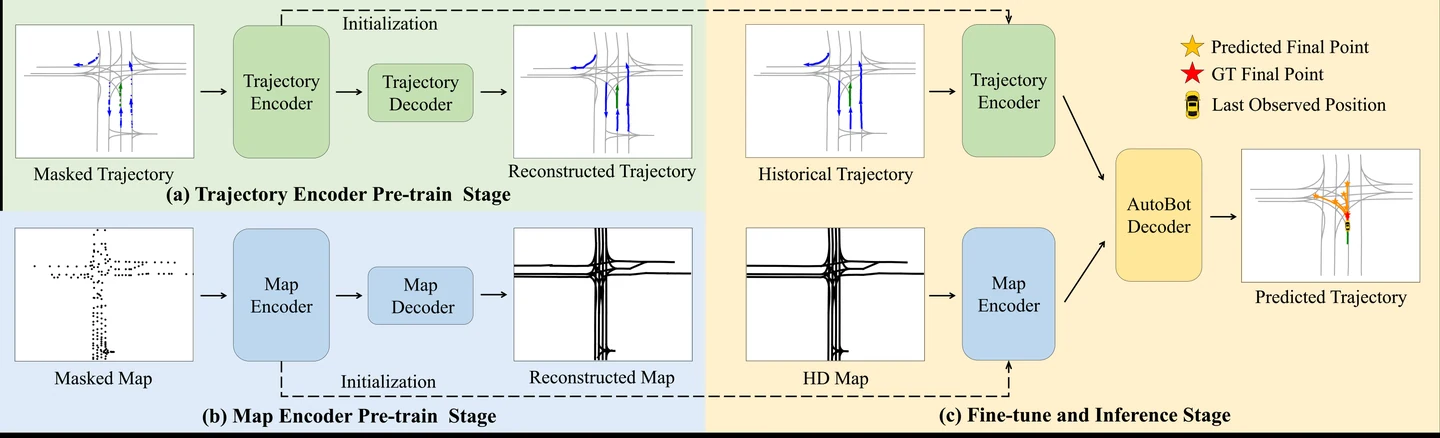 Initialization
Trajectory
Encoder
Trajectory
Decoder
Masked Trajectory
Reconstructed Trajectory
(a) Trajectory Encoder Pre-train Stage
Map
Encoder
Map
Decoder
Masked Map
Initialization
Reconstructed Map
(b) Map Encoder Pre-train Stage
Historical Trajectory
Trajectory
Encoder
Predicted Final Point
GT Final Point
Last Observed Position
AutoBot
Decoder
Predicted Trajectory
Map
Encoder
HD Map
(c) Fine-tune and Inference Stage